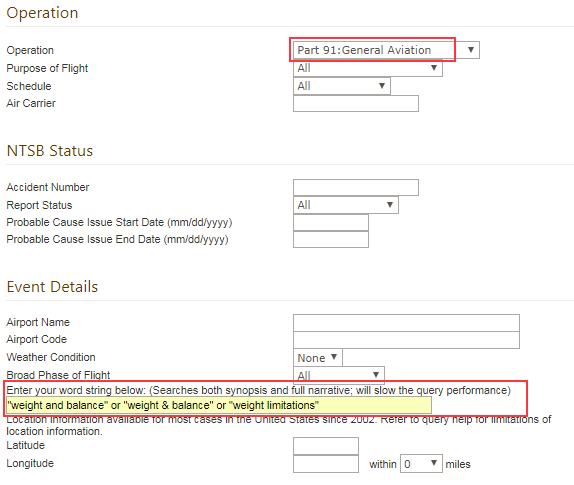 Operation
Operation Part 91:General Aviation
Purpose of Flight All
Schedule All
Air Carrier
NTSB Status
Accident Number
Report Status All
Probable Cause Issue Start Date (mm/dd/yyyy)
Probable Cause Issue End Date (mm/dd/yyyy)
Event Details
Airport Name
Airport Code
Weather Condition None
Broad Phase of Flight All
Enter your word string below: (Searches both synopsis and full narrative; will slow the query performance)
"weight and balance" or "weight & balance" or "weight limitations"
Location information available for most cases in the United States since 2002. Refer to query help for limitations of
location information.
Latitude
Longitude within 0 miles